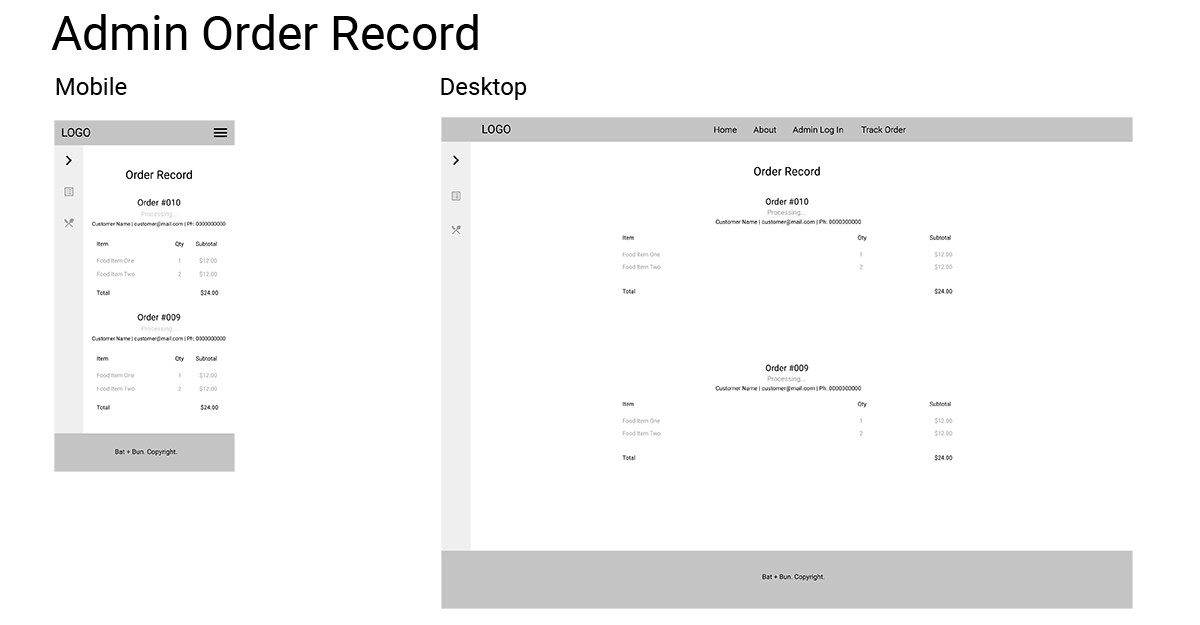 Admin Order Record
Mobile
LOGO
Order Record
Order #010
Processing...
Customer Name | customer@mail.com | Ph: 0000000000
Item Qty Subtotal
Food Item One 1 $12.00
Food Item Two 2 $12.00
Total $24.00
Order #009
Processing...
Customer Name | customer@mail.com | Ph: 0000000000
Item Qty Subtotal
Food Item One 1 $12.00
Food Item Two 2 $12.00
Total $24.00
Bat + Bun. Copyright.
Desktop
LOGO Home About Admin Log In Track Order
Order Record
Order #010
Processing...
Customer Name | customer@mail.com | Ph: 0000000000
Item Qty Subtotal
Food Item One 1 $12.00
Food Item Two 2 $12.00
Total $24.00
Order #009
Processing...
Customer Name | customer@mail.com | Ph: 0000000000
Item Qty Subtotal
Food Item One 1 $12.00
Food Item Two 2 $12.00
Total $24.00
Bat + Bun. Copyright.